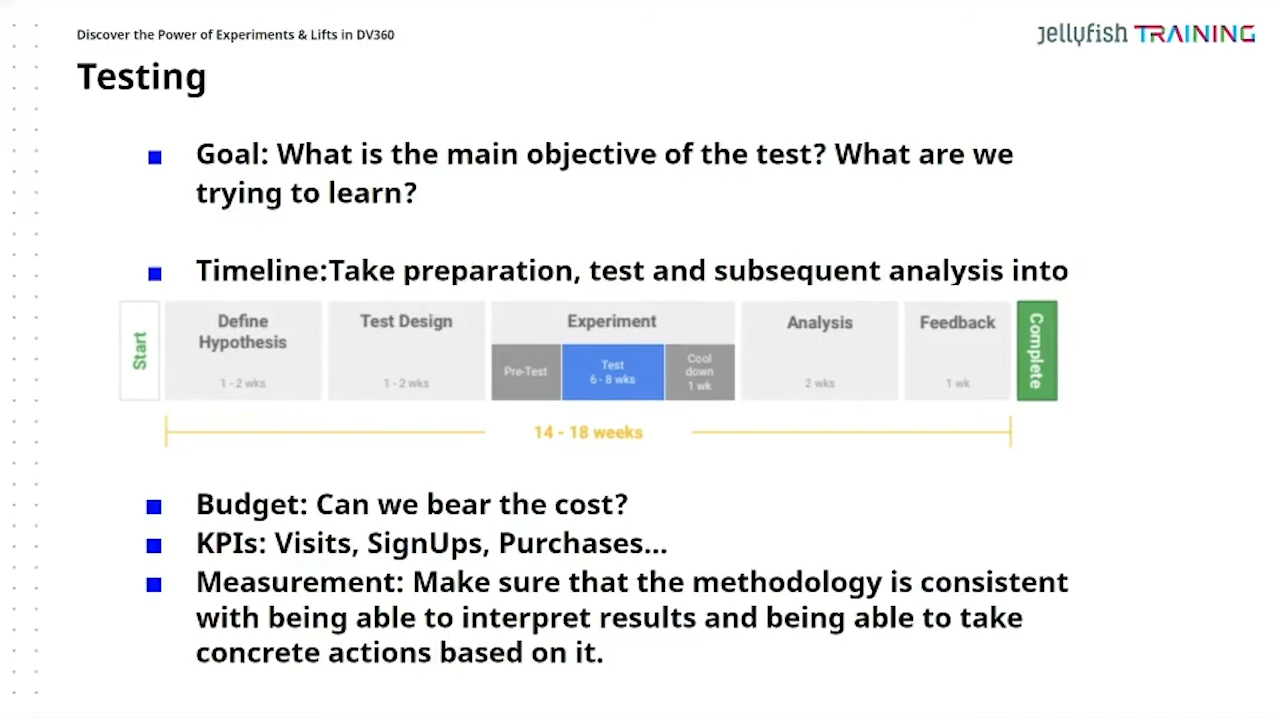 Discover the Power of Experiments & Lifts in DV360
jellyfish TRAINING
Testing
Goal: What is the main objective of the test? What are we
trying to learn?
Timeline:Take preparation, test and subsequent analysis into
Start
Define
Hypothesis
1 - 2 wks
Test Design
1 - 2 wks
Experiment
Pre-Test
Test
6 - 8 wks
Cool
down
1 wk
Analysis
2 wks
Feedback
1 wk
Complete
14 - 18 weeks
Budget: Can we bear the cost?
KPIs: Visits, SignUps, Purchases...
Measurement: Make sure that the methodology is consistent
with being able to interpret results and being able to take
concrete actions based on it.